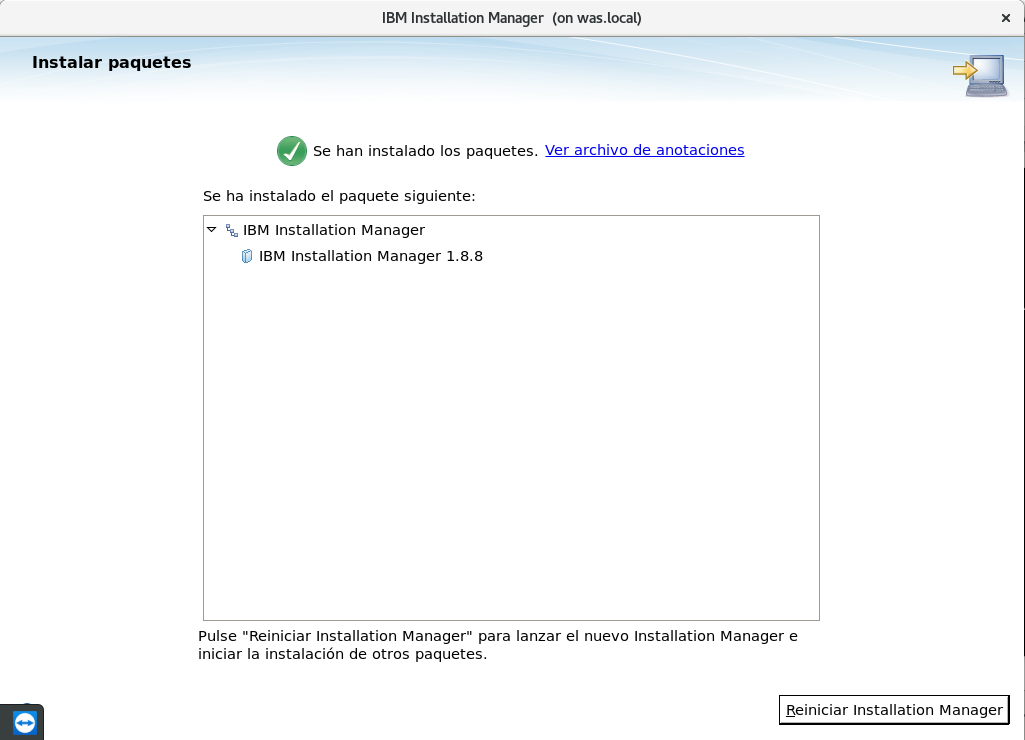 IBM Installation Manager (on was.local)
Instalar paquetes
Se han instalado los paquetes. Ver archivo de anotaciones
Se ha instalado el paquete siguiente:
IBM Installation Manager
IBM Installation Manager 1.8.8
Pulse "Reiniciar Installation Manager" para lanzar el nuevo Installation Manager e
iniciar la instalación de otros paquetes.
Reiniciar Installation Manager